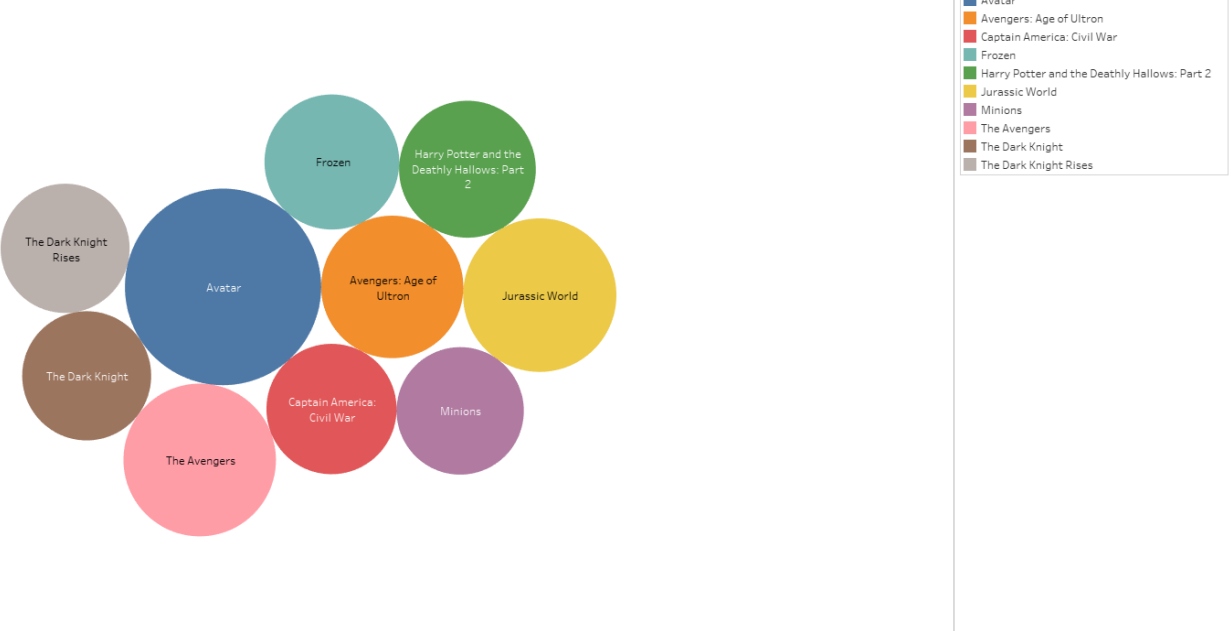 Frozen
Harry Potter and the
Deathly Hallows: Part
2
The Dark Knight
Rises
Avatar
Avengers: Age of
Ultron
Jurassic World
The Dark Knight
Captain America:
Civil War
Minions
The Avengers
Avatar
Avengers: Age of Ultron
Captain America: Civil War
Frozen
Harry Potter and the Deathly Hallows: Part 2
Jurassic World
Minions
The Avengers
The Dark Knight
The Dark Knight Rises